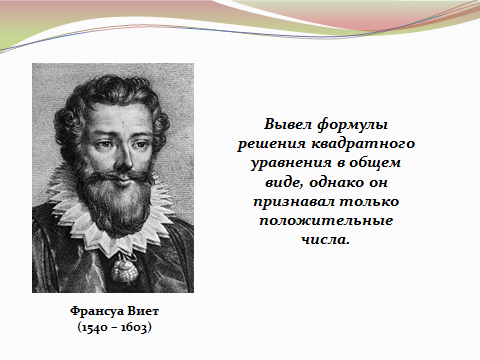 Вывел формулы
решения квадратного
уравнения в общем
виде, однако он
признавал только
положительные
числа.
Франсуа Виет
(1540 – 1603)